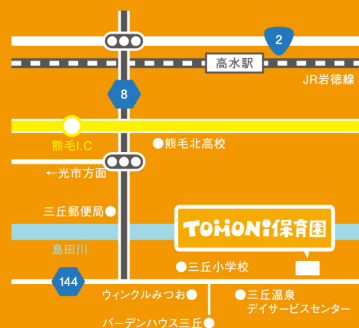 2
高水駅
JR岩徳線
8
熊毛I.C
●熊毛北高校
←光市方面
三丘郵便局●
TOMONi保育園
島田川
●三丘小学校
144
ウィンクルみつお●
●三丘温泉
デイサービスセンター
バーデンハウス三丘●